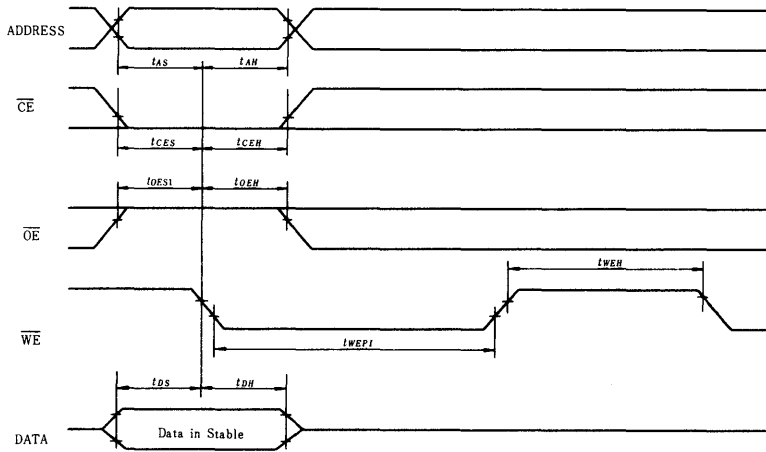 ADDRESS
tAS
tAH
CE
tCES
tCEH
tOES1
tOEH
OE
tWEH
WE
tWEP1
tDS
tDH
DATA
Data in Stable